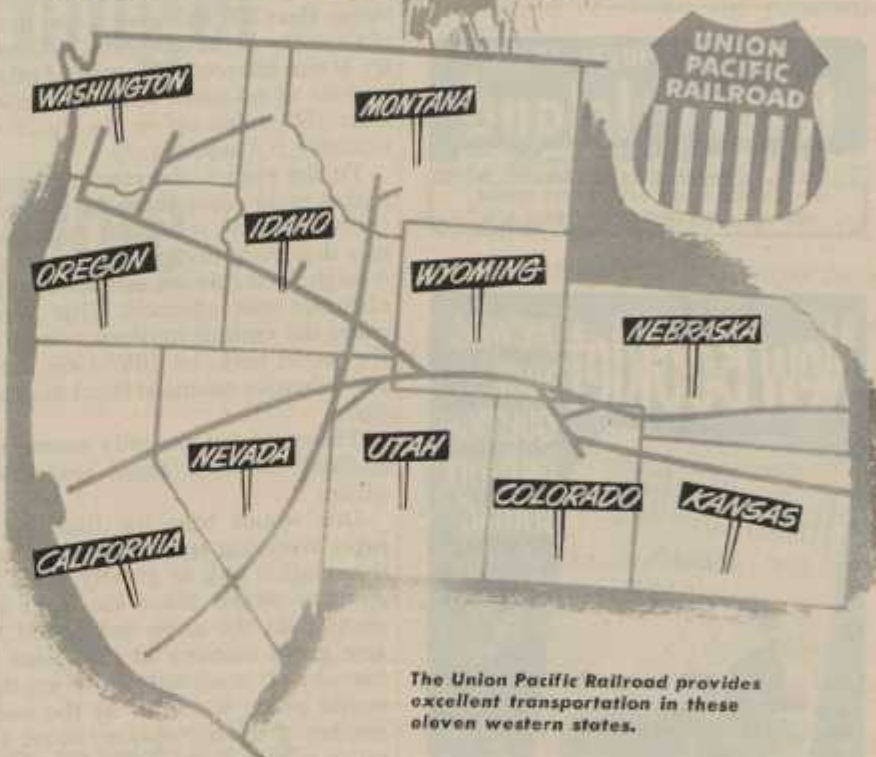 UNION
PACIFIC
RAILROAD
WASHINGTON
MONTANA
IDAHO
OREGON
WYOMING
NEBRASKA
NEVADA
UTAH
COLORADO
KANSAS
CALIFORNIA
The Union Pacific Railroad provides
excellent transportation in these
eleven western states.